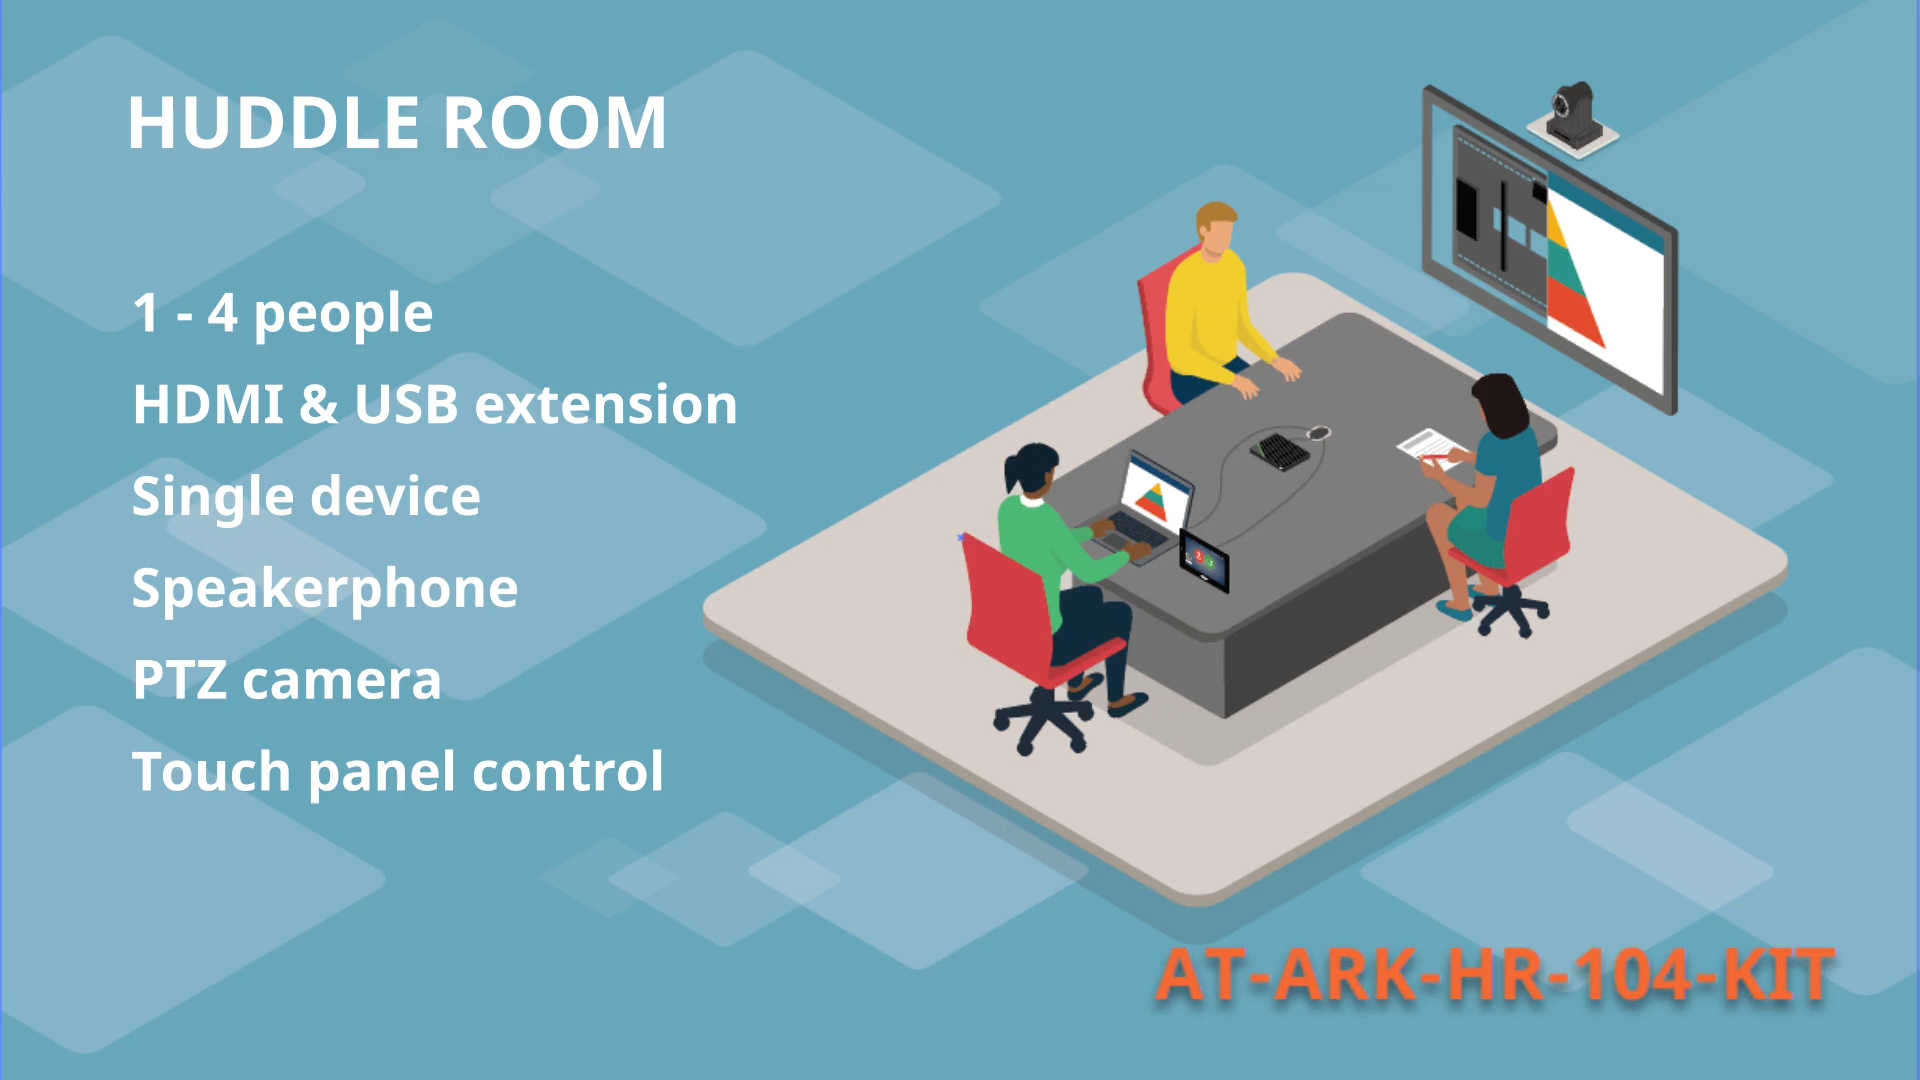 HUDDLE ROOM
1 - 4 people
HDMI & USB extension
Single device
Speakerphone
PTZ camera
Touch panel control
AT-ARK-HR-104-KIT